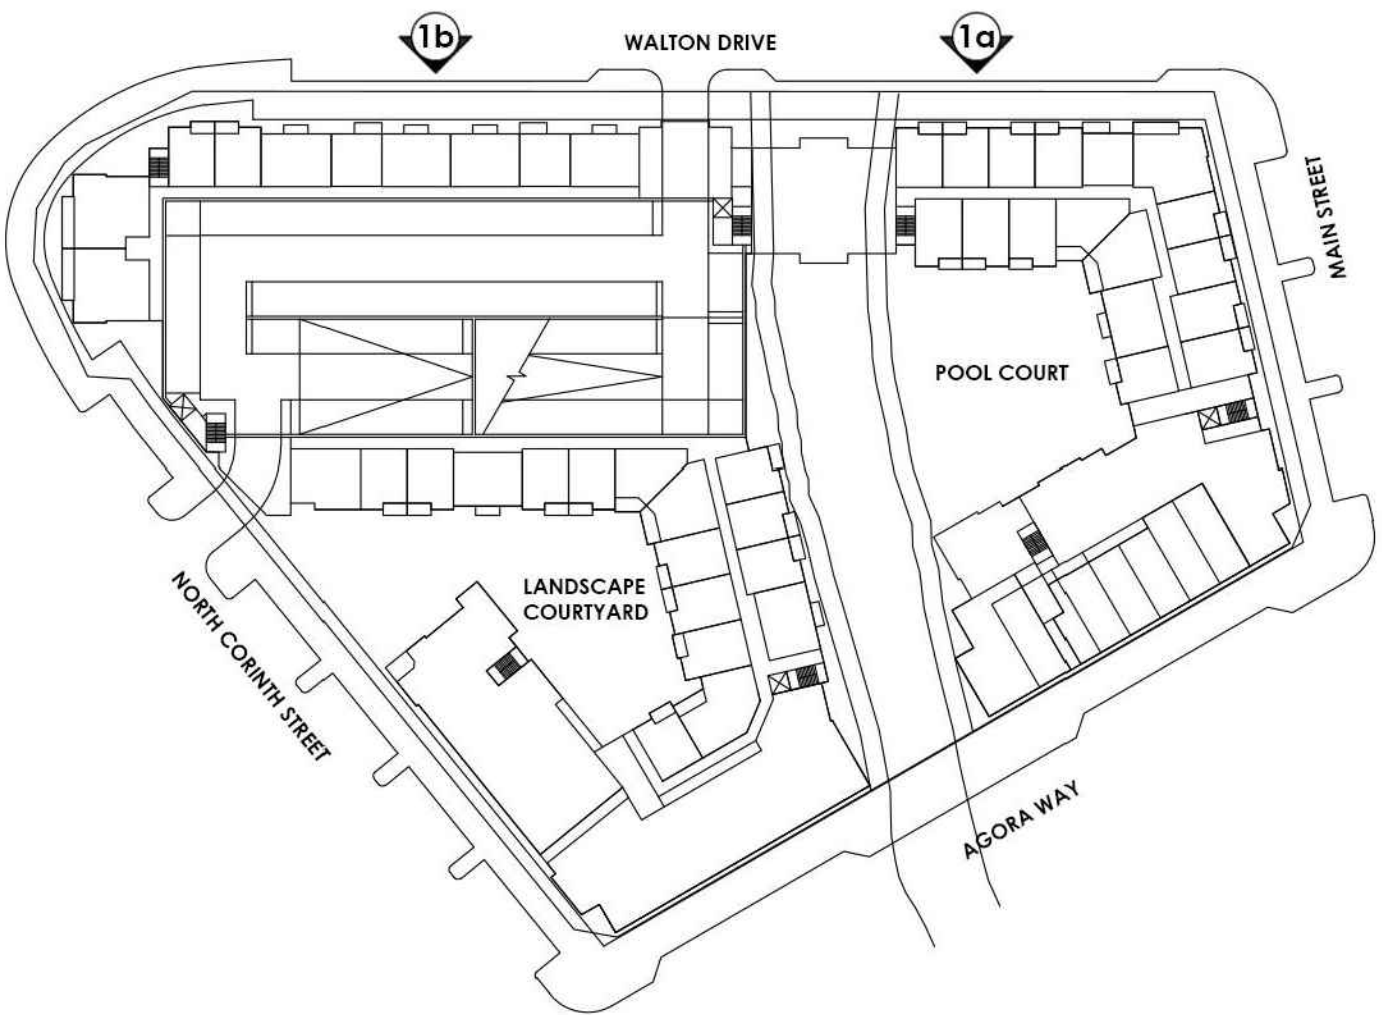 1b
WALTON DRIVE
1a
MAIN STREET
POOL COURT
LANDSCAPE
COURTYARD
NORTH CORINTH STREET
AGORA WAY